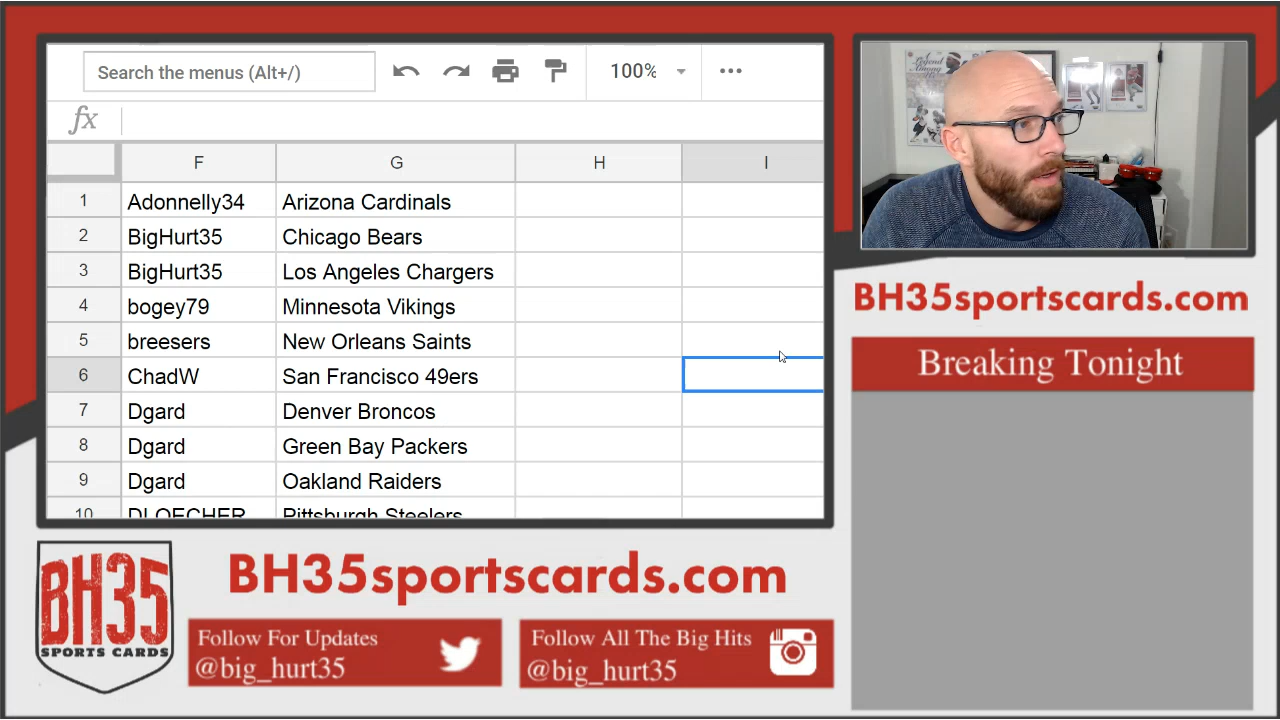 Search the menus (Alt+/)
100%
fx
F G H I
1 Adonnelly34 Arizona Cardinals
2 BigHurt35 Chicago Bears
3 BigHurt35 Los Angeles Chargers
4 bogey79 Minnesota Vikings
5 breesers New Orleans Saints
6 ChadW San Francisco 49ers
7 Dgard Denver Broncos
8 Dgard Green Bay Packers
9 Dgard Oakland Raiders
10 DLOECHER Pittsburgh Steelers
BH35sportscards.com
Breaking Tonight
BH35
SPORTS CARDS
BH35sportscards.com
Follow For Updates
@big_hurt35
Follow All The Big Hits
@big_hurt35